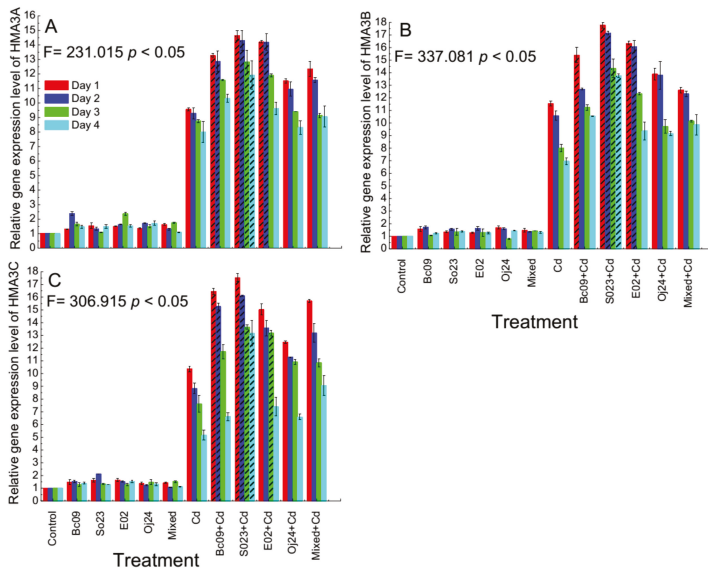 A
F= 231.015 p < 0.05
Day 1
Day 2
Day 3
Day 4
Relative gene expression level of HMA3A
16
15
14
13
12
11
10
9
8
7
6
5
4
3
2
1
0
B
F= 337.081 p < 0.05
Relative gene expression level of HMA3B
18
17
16
15
14
13
12
11
10
9
8
7
6
5
4
3
2
1
0
Control
Bc09
So23
E02
Oj24
Mixed
Cd
Bc09+Cd
S023+Cd
E02+Cd
Oj24+Cd
Mixed+Cd
Treatment
C
F= 306.915 p < 0.05
Relative gene expression level of HMA3C
18
17
16
15
14
13
12
11
10
9
8
7
6
5
4
3
2
1
0
Control
Bc09
So23
E02
Oj24
Mixed
Cd
Bc09+Cd
S023+Cd
E02+Cd
Oj24+Cd
Mixed+Cd
Treatment